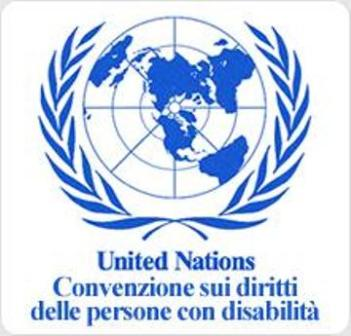 United Nations
Convenzione sui diritti
delle persone con disabilità